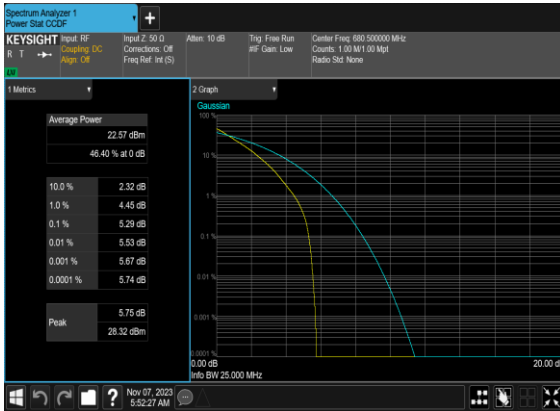 Spectrum Analyzer 1
Power Stat CCDF
KEYSIGHT
R T
LXI
Input: RF
Coupling: DC
Align: Off
Input Z: 50 Ω
Corrections: Off
Freq Ref: Int (S)
Atten: 10 dB
Trig: Free Run
#IF Gain: Low
Center Freq: 680.500000 MHz
Counts: 1.00 M/1.00 Mpt
Radio Std: None
1 Metrics
Average Power
22.57 dBm
46.40 % at 0 dB
10.0 % 2.32 dB
1.0 % 4.45 dB
0.1 % 5.29 dB
0.01 % 5.53 dB
0.001 % 5.67 dB
0.0001 % 5.74 dB
Peak
5.75 dB
28.32 dBm
2 Graph
Gaussian
100 %
10 %
1 %
0.1 %
0.01 %
0.001 %
0.0001 %
0.00 dB
20.00 d
Info BW 25.000 MHz
Nov 07, 2023
5:52:27 AM